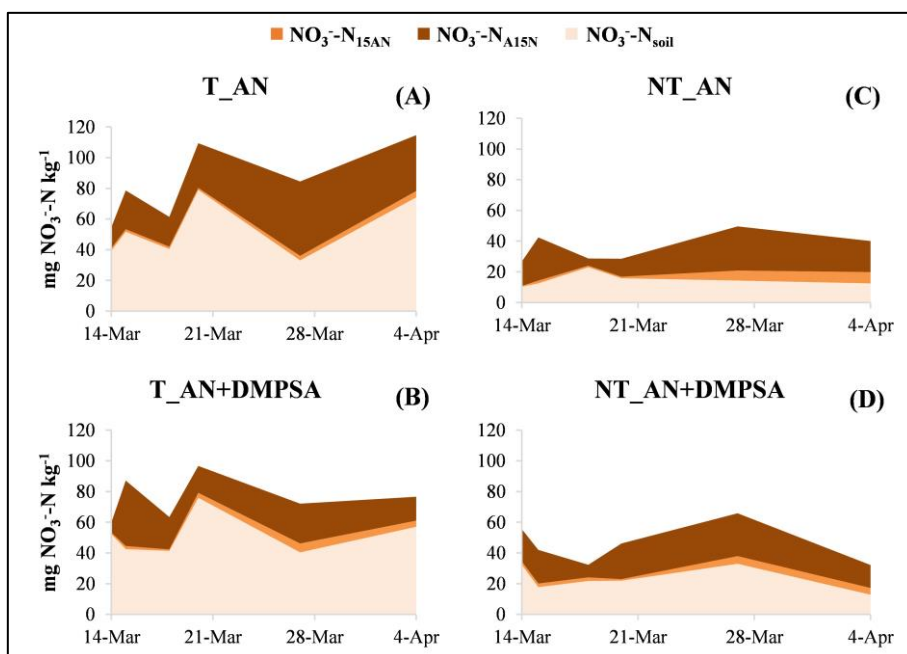 NO₃⁻-N₁₅AN NO₃⁻-N_A15N NO₃⁻-N_soil
T_AN (A)
mg NO₃⁻-N kg⁻¹
120
100
80
60
40
20
0
14-Mar 21-Mar 28-Mar 4-Apr
NT_AN (C)
120
100
80
60
40
20
0
14-Mar 21-Mar 28-Mar 4-Apr
T_AN+DMPSA (B)
mg NO₃⁻-N kg⁻¹
120
100
80
60
40
20
0
14-Mar 21-Mar 28-Mar 4-Apr
NT_AN+DMPSA (D)
120
100
80
60
40
20
0
14-Mar 21-Mar 28-Mar 4-Apr